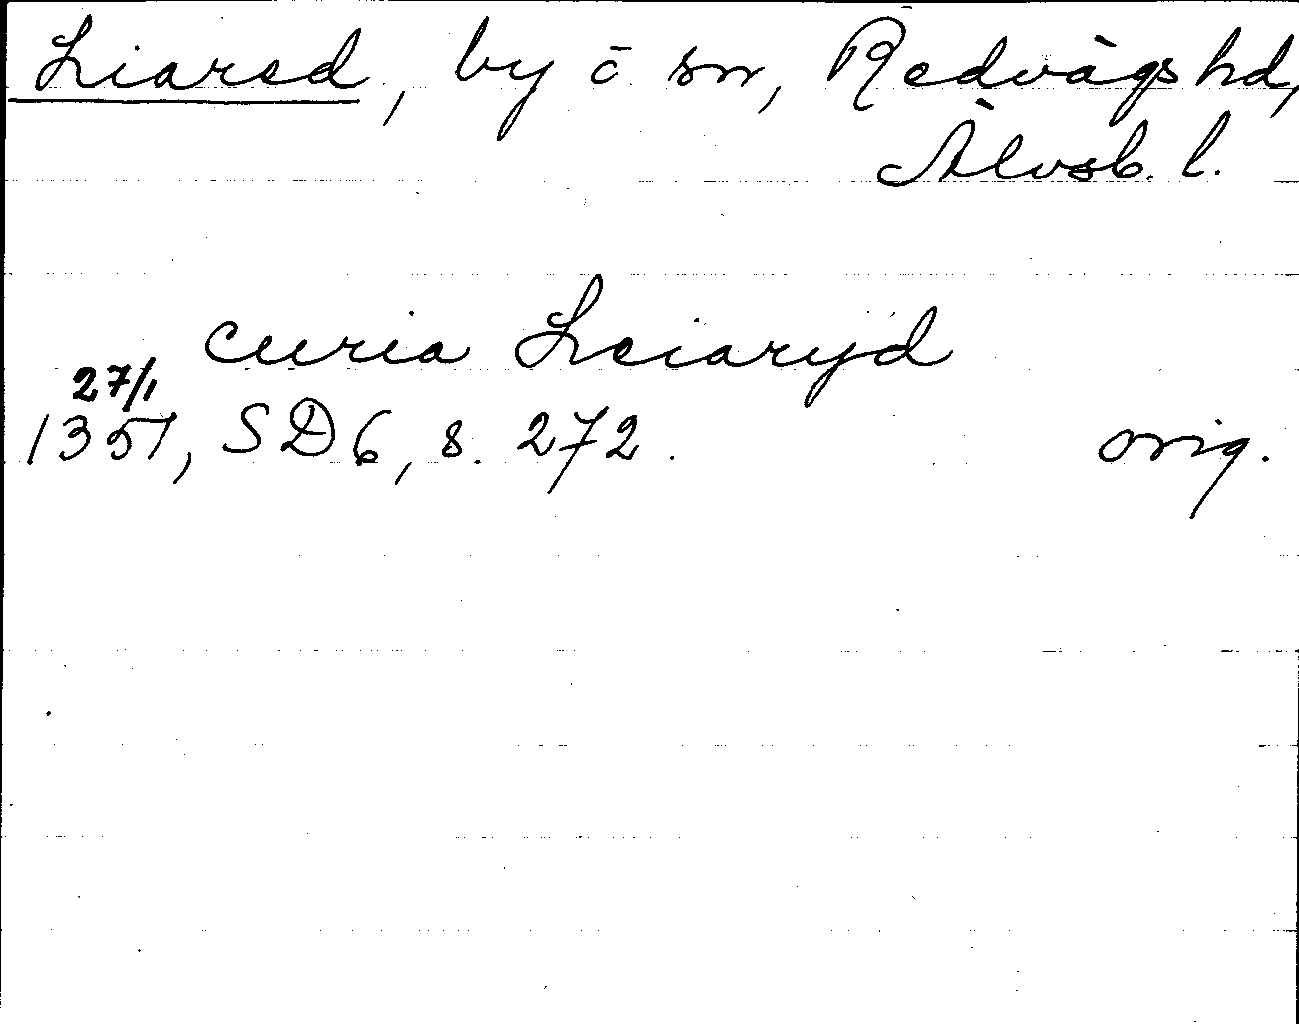 Liared, by o sn, Redvägs hd,
Älvsb. l.
curia Leiaryd
27/1
1351, SD 6, s. 272.
orig.